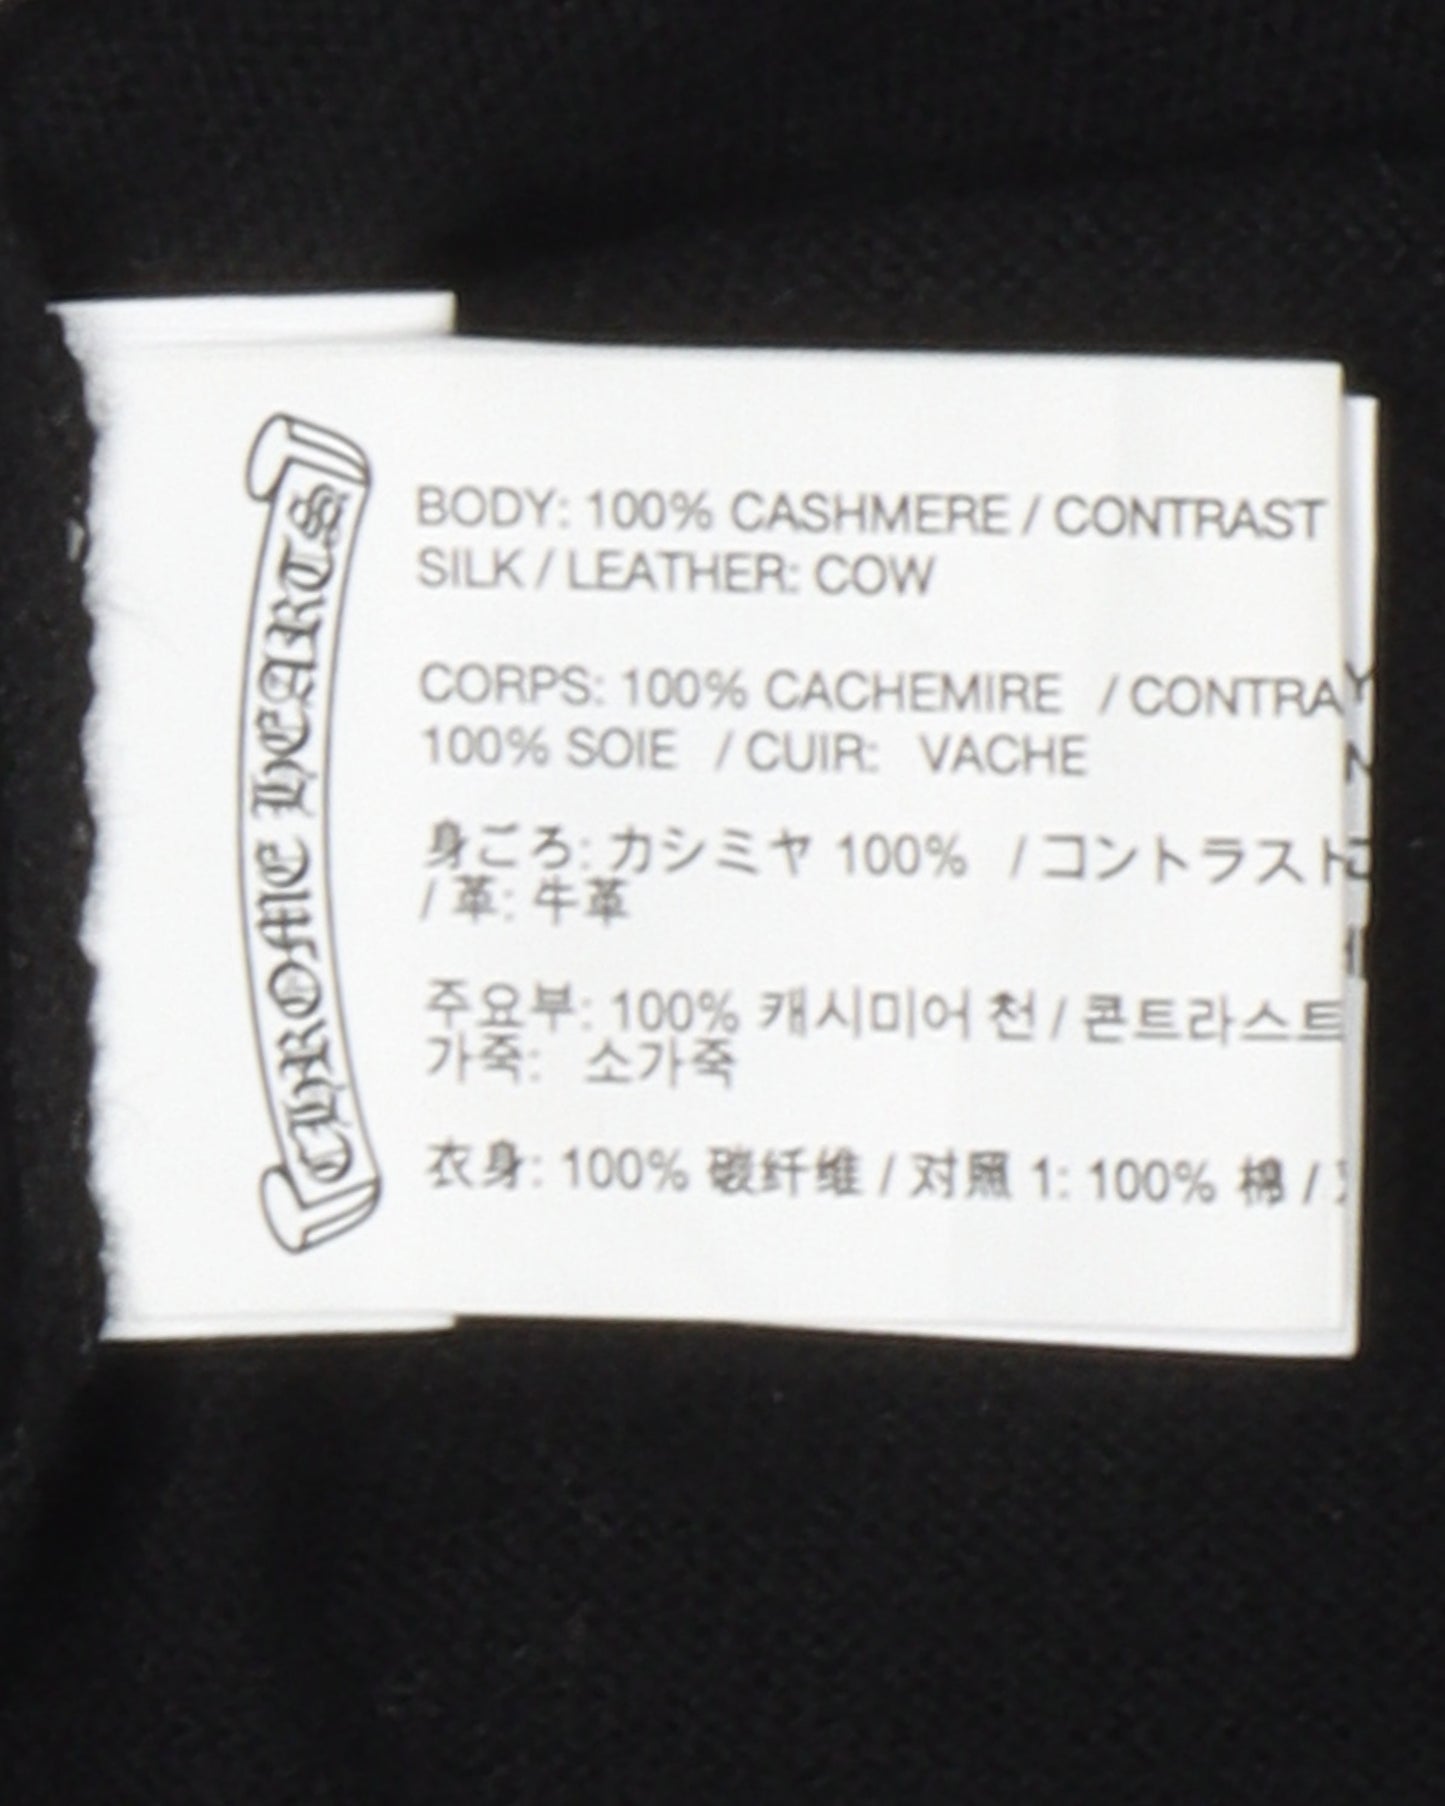 CHROME HEARTS
BODY: 100% CASHMERE / CONTRAST
SILK / LEATHER: COW
CORPS: 100% CACHEMIRE / CONTRA
100% SOIE / CUIR: VACHE
身ごろ: カシミヤ 100% / コントラスト
/ 革: 牛革
주요부: 100% 캐시미어 천 / 콘트라스트
가죽: 소가죽
衣身: 100% 碳纤维 / 对照 1: 100% 棉 /